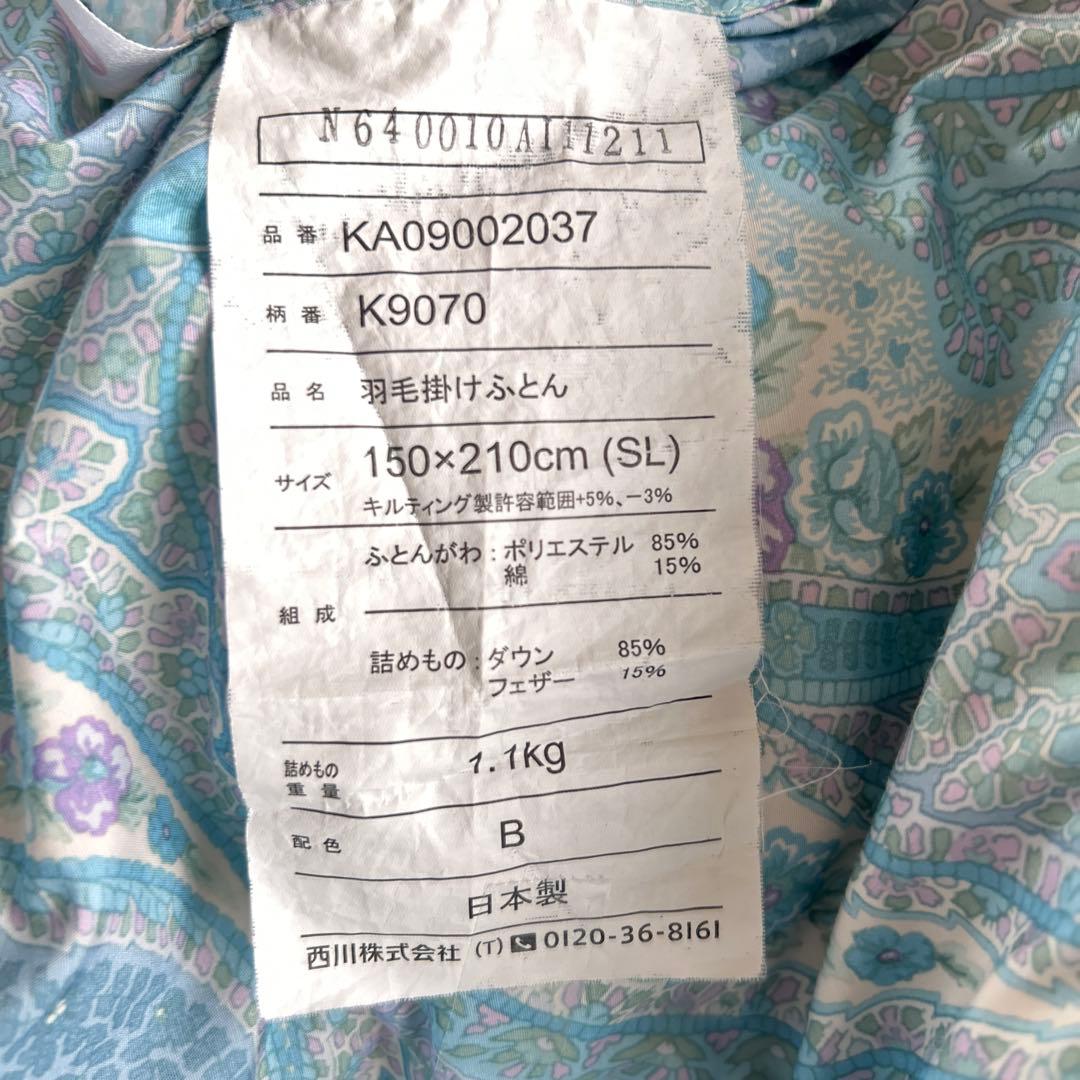 N640010AI11211
品番 KA09002037
柄番 K9070
品名 羽毛掛けふとん
サイズ 150×210cm (SL)
キルティング製許容範囲+5%、-3%
組成 ふとんがわ:ポリエステル 85%
綿 15%
詰めもの:ダウン 85%
フェザー 15%
詰めもの重量 1.1kg
配色 B
日本製
西川株式会社 (T) 0120-36-8161